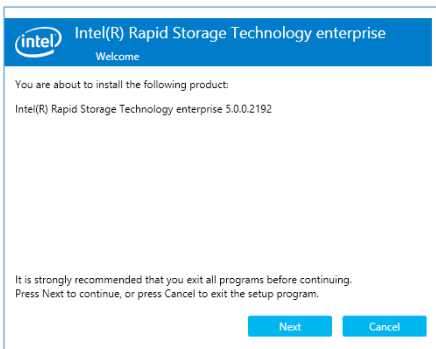 intel
Intel(R) Rapid Storage Technology enterprise
Welcome
You are about to install the following product:
Intel(R) Rapid Storage Technology enterprise 5.0.0.2192
It is strongly recommended that you exit all programs before continuing.
Press Next to continue, or press Cancel to exit the setup program.
Next Cancel